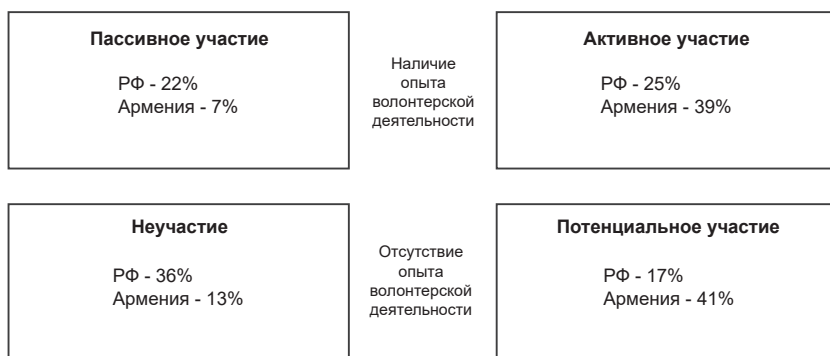 Пассивное участие
РФ - 22%
Армения - 7%
Наличие
опыта
волонтерской
деятельности
Активное участие
РФ - 25%
Армения - 39%
Неучастие
РФ - 36%
Армения - 13%
Отсутствие
опыта
волонтерской
деятельности
Потенциальное участие
РФ - 17%
Армения - 41%